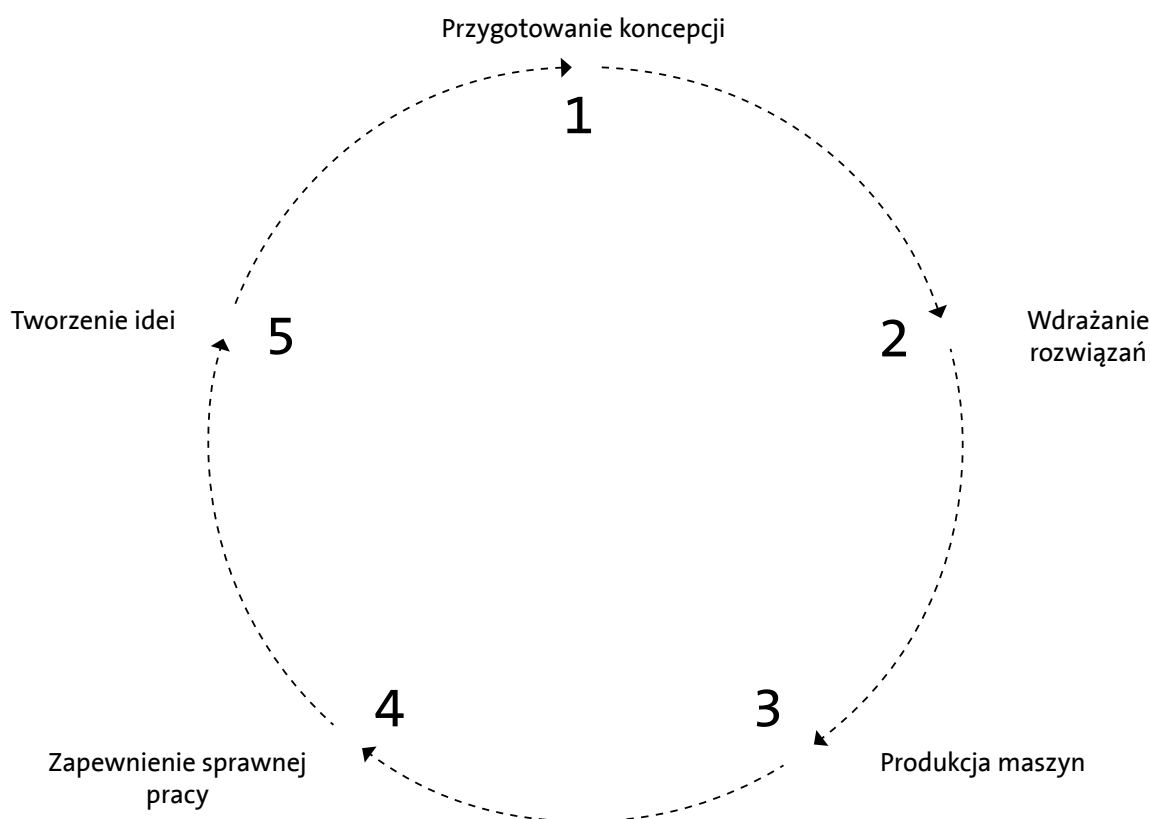 Przygotowanie koncepcji
1
Tworzenie idei
5
2
Wdrażanie
rozwiązań
4
3
Zapewnienie sprawnej
pracy
Produkcja maszyn